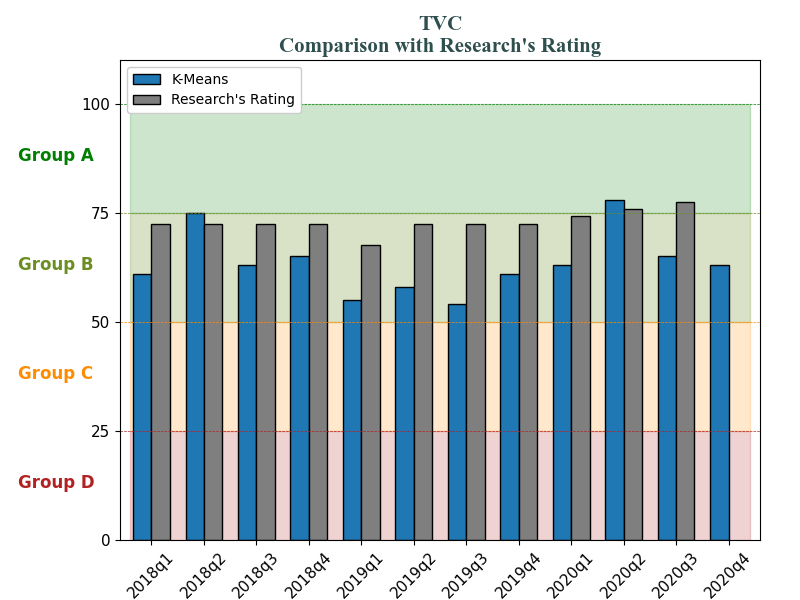 TVC
Comparison with Research's Rating
K-Means
Research's Rating
100
Group A
75
Group B
50
Group C
25
Group D
0
2018q1 2018q2 2018q3 2018q4 2019q1 2019q2 2019q3 2019q4 2020q1 2020q2 2020q3 2020q4